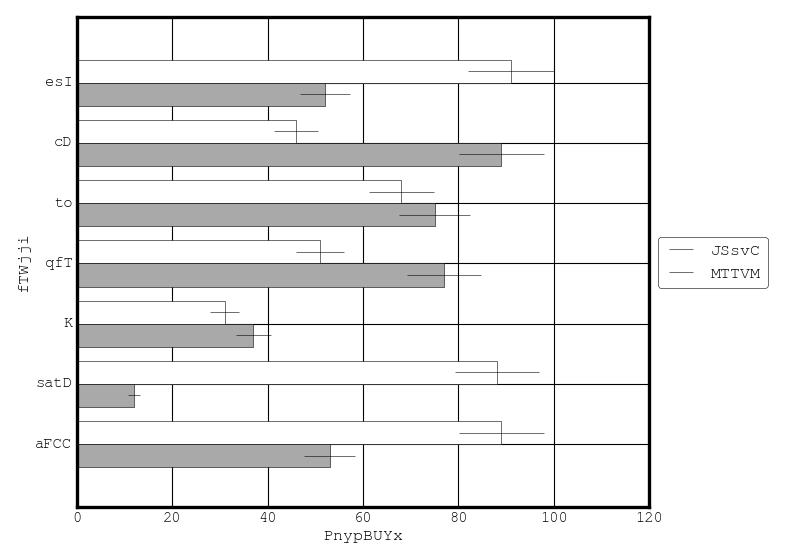 esI
cD
to
qfT
K
satD
aFCC
fTWjji
0 20 40 60 80 100 120
PnypBUYx
JSsvC
MTTVM